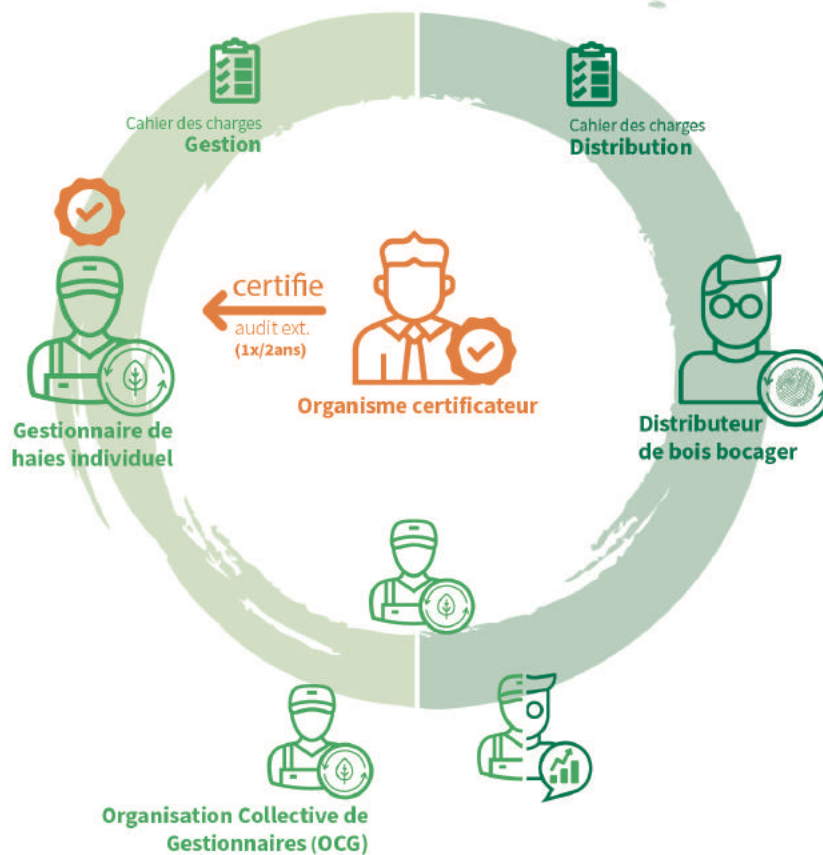 Cahier des charges
Gestion
Cahier des charges
Distribution
certifie
audit ext.
(1x/2ans)
Organisme certificateur
Gestionnaire de
haies individuel
Distributeur
de bois bocager
Organisation Collective de
Gestionnaires (OCG)